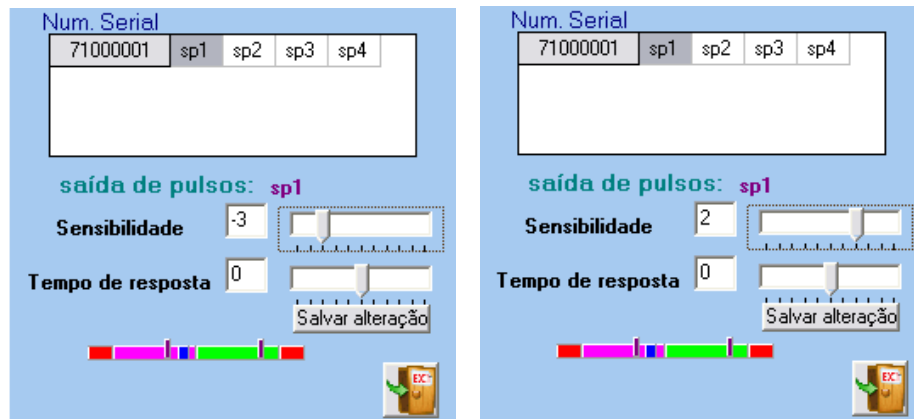 Num. Serial
71000001 sp1 sp2 sp3 sp4
saída de pulsos: sp1
Sensibilidade -3
Tempo de resposta 0
Salvar alteração
EXIT
Num. Serial
71000001 sp1 sp2 sp3 sp4
saída de pulsos: sp1
Sensibilidade 2
Tempo de resposta 0
Salvar alteração
EXIT